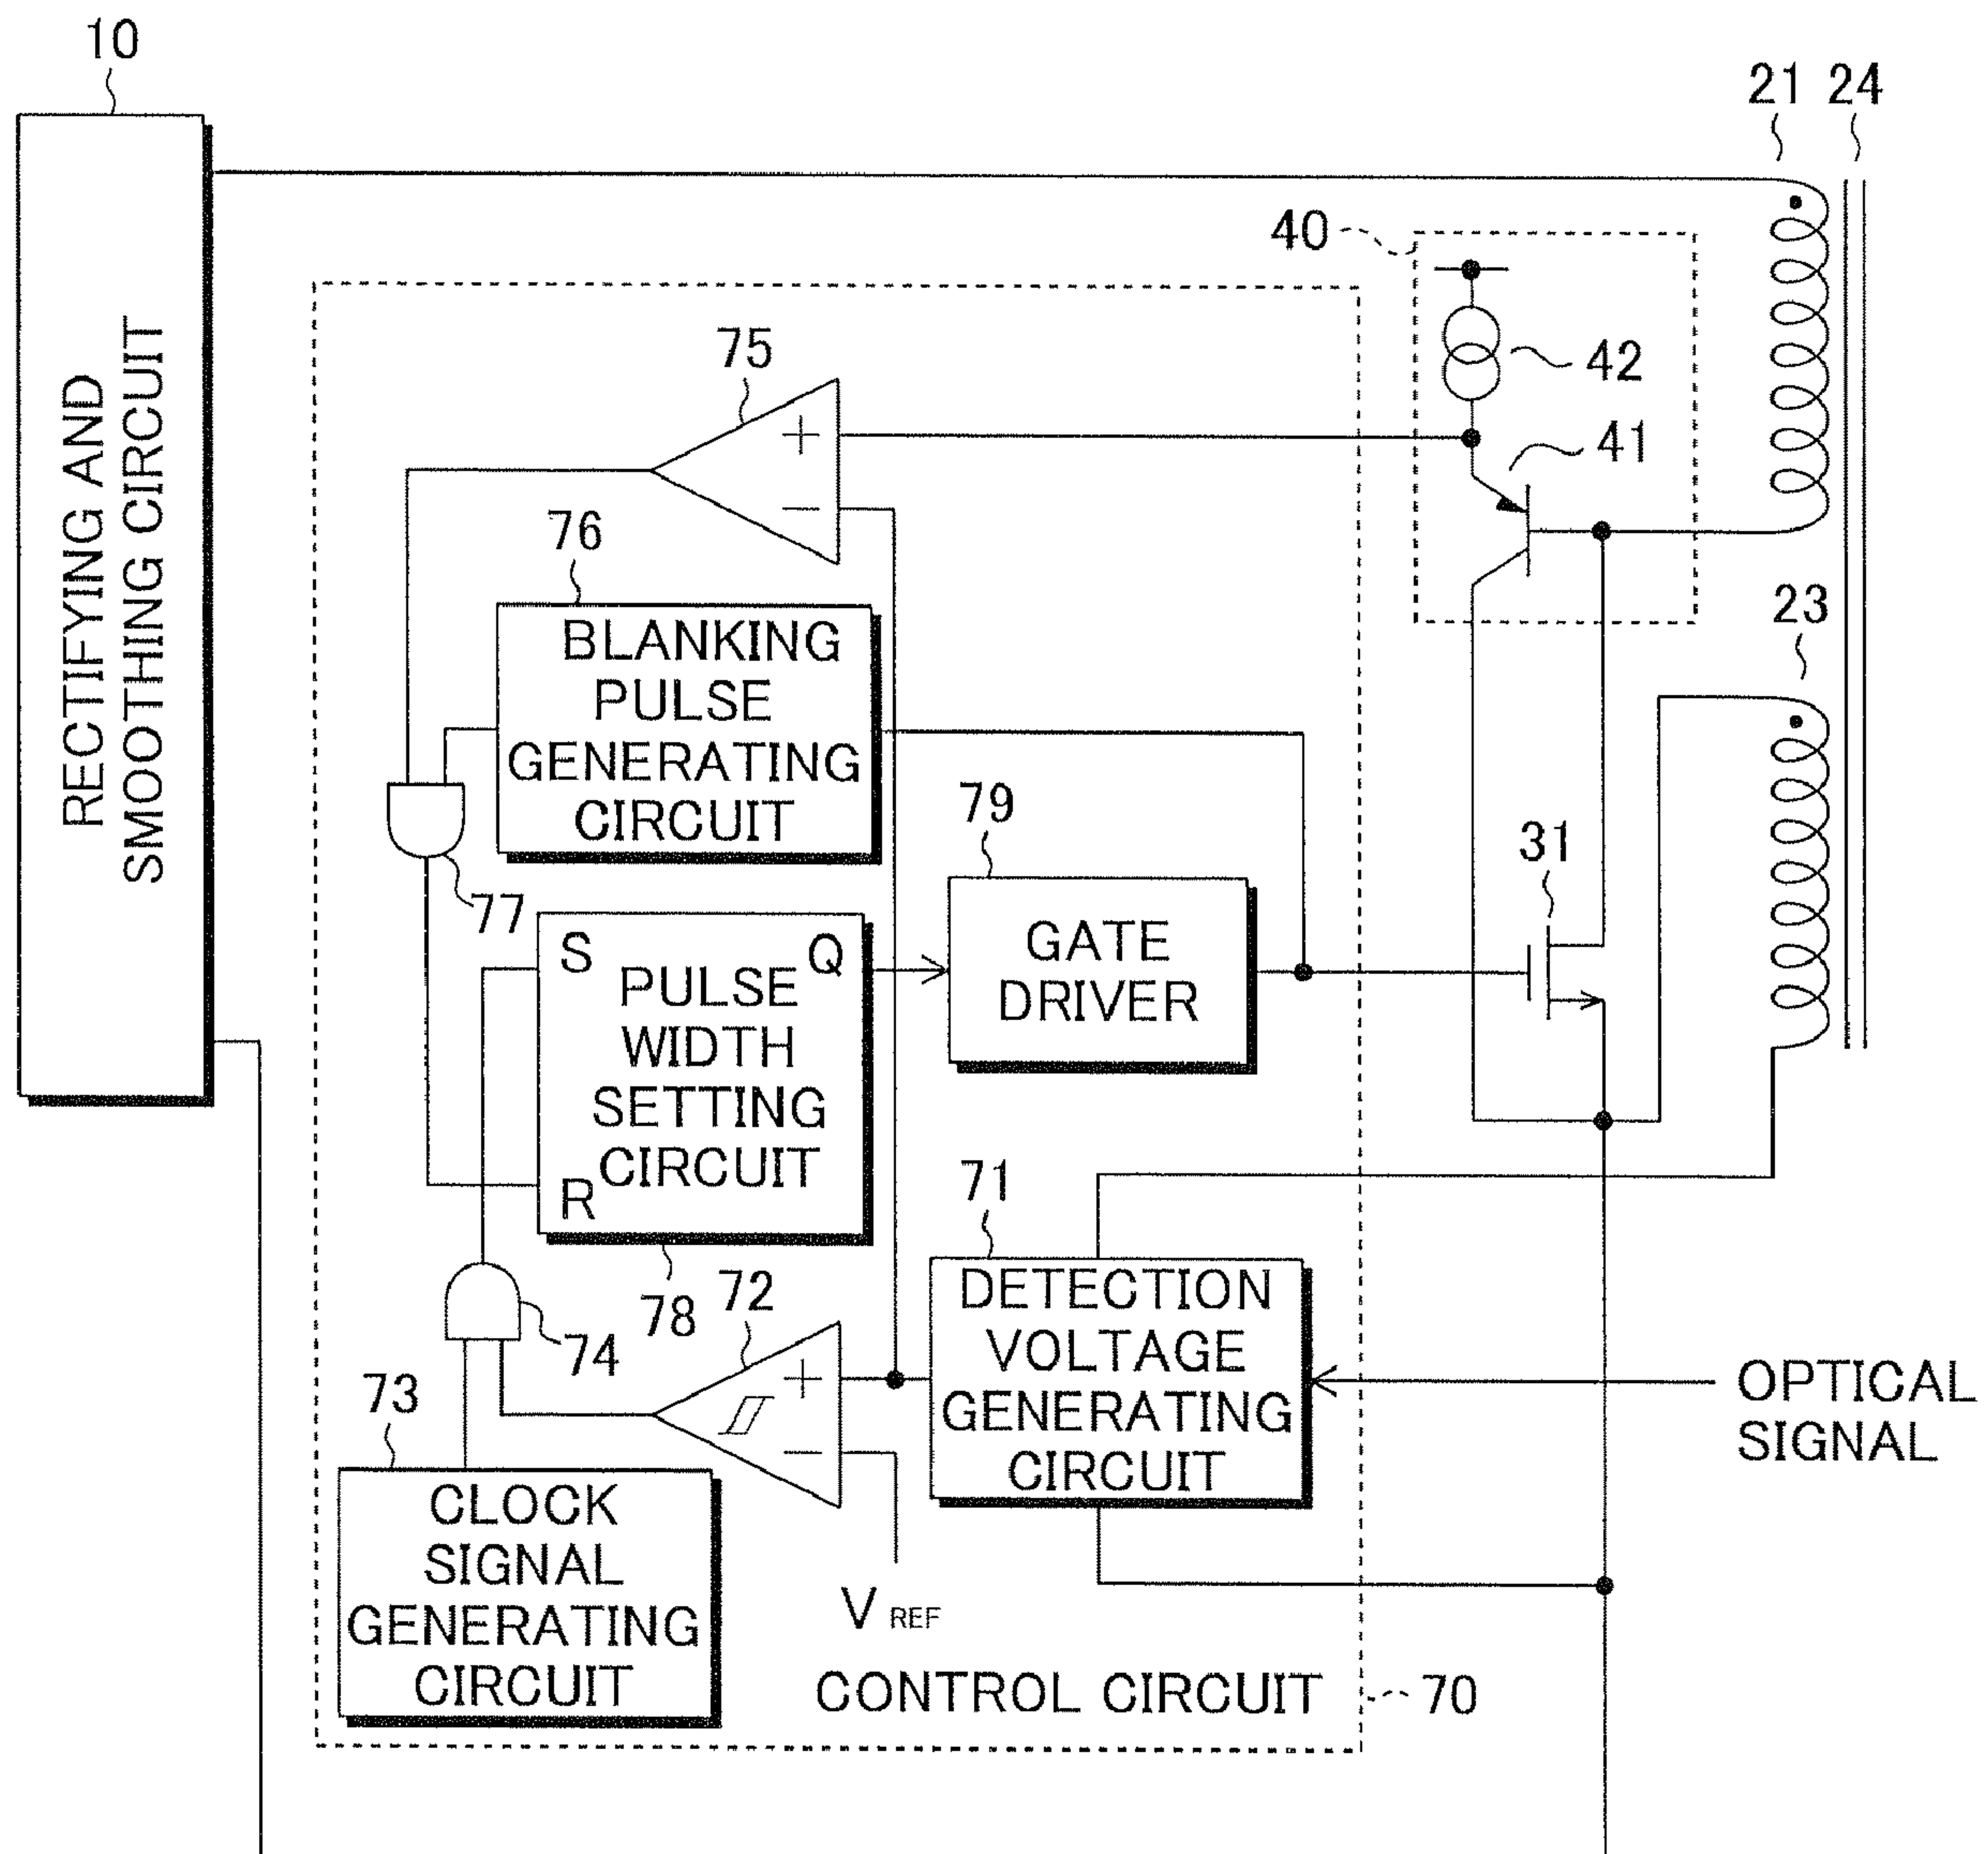 10
21 24
40
RECTIFYING AND
SMOOTHING CIRCUIT
75
42
+
41
−
76
BLANKING
PULSE
GENERATING
CIRCUIT
23
79
31
77
S
Q
PULSE
WIDTH
SETTING
CIRCUIT
R
GATE
DRIVER
71
72
78
74
DETECTION
VOLTAGE
GENERATING
CIRCUIT
+
−
OPTICAL
SIGNAL
73
CLOCK
SIGNAL
GENERATING
CIRCUIT
V REF
CONTROL CIRCUIT
70